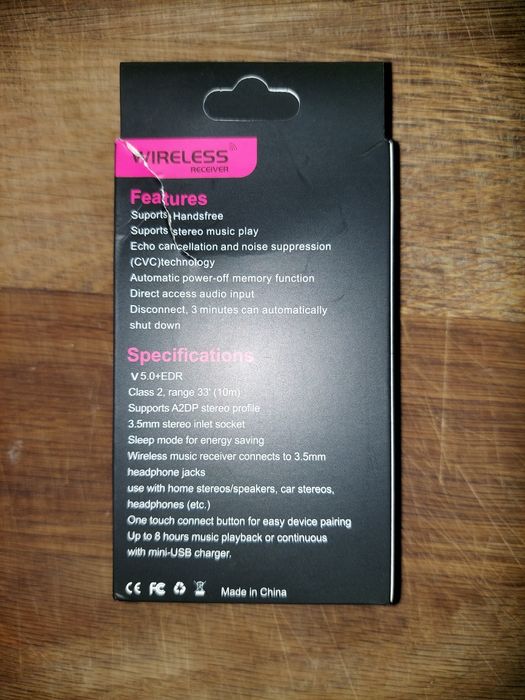 WIRELESS
RECEIVER
Features
Suports Handsfree
Suports stereo music play
Echo cancellation and noise suppression
(CVC)technology
Automatic power-off memory function
Direct access audio input
Disconnect, 3 minutes can automatically
shut down
Specifications
V5.0+EDR
Class 2, range 33' (10m)
Supports A2DP stereo profile
3.5mm stereo inlet socket
Sleep mode for energy saving
Wireless music receiver connects to 3.5mm
headphone jacks
use with home stereos/speakers, car stereos,
headphones (etc.)
One touch connect button for easy device pairing
Up to 8 hours music playback or continuous
with mini-USB charger.
CE FC Made in China